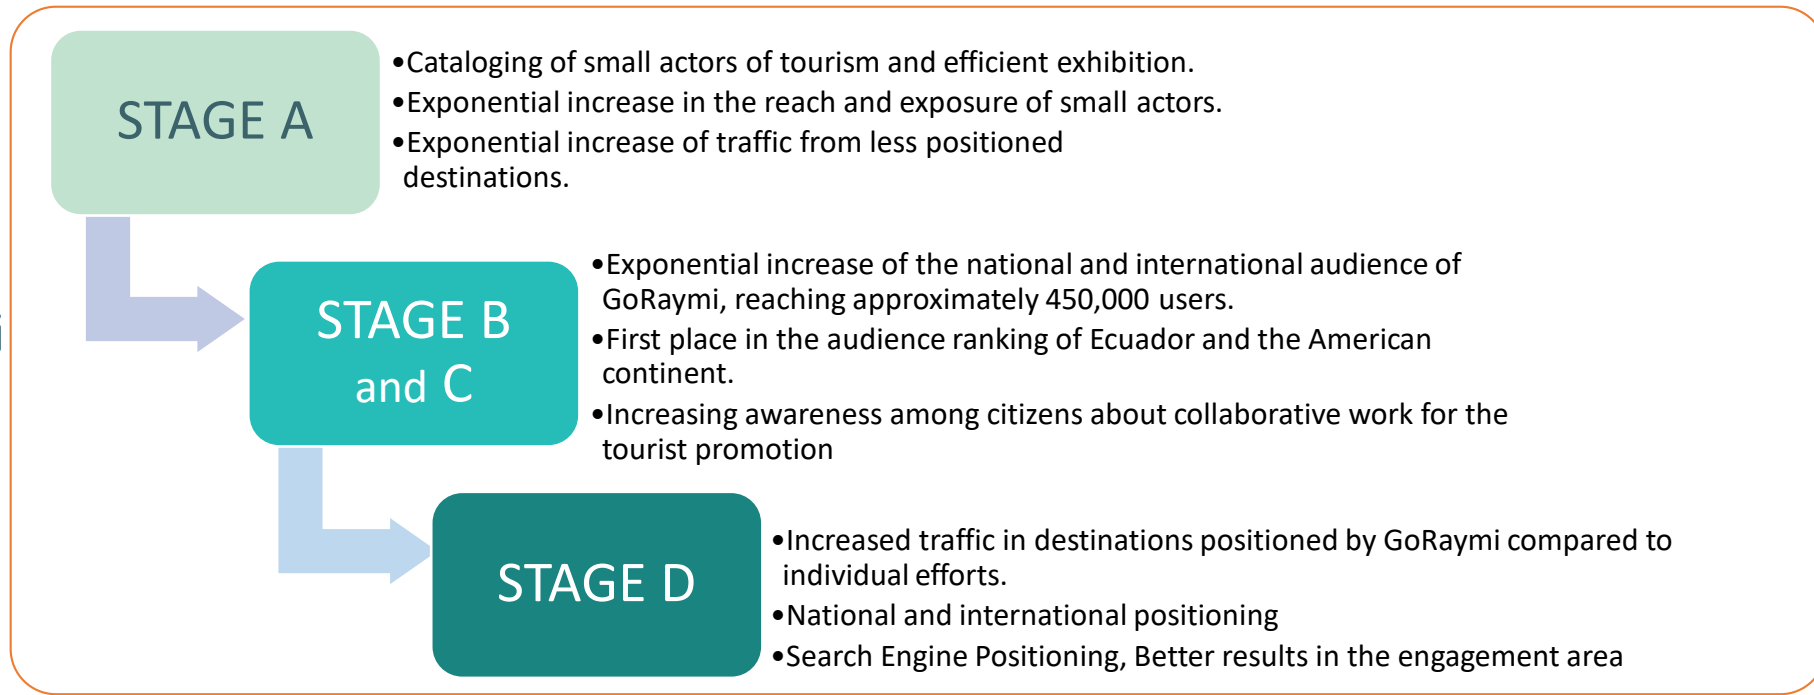 STAGE A
•Cataloging of small actors of tourism and efficient exhibition.
•Exponential increase in the reach and exposure of small actors.
•Exponential increase of traffic from less positioned
destinations.
STAGE B
and C
•Exponential increase of the national and international audience of
GoRaymi, reaching approximately 450,000 users.
•First place in the audience ranking of Ecuador and the American
continent.
•Increasing awareness among citizens about collaborative work for the
tourist promotion
STAGE D
•Increased traffic in destinations positioned by GoRaymi compared to
individual efforts.
•National and international positioning
•Search Engine Positioning, Better results in the engagement area